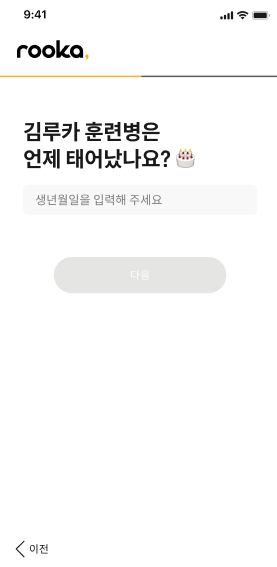 9:41
rooka,
김루카 훈련병은
언제 태어났나요? 🎂
생년월일을 입력해 주세요
다음
이전